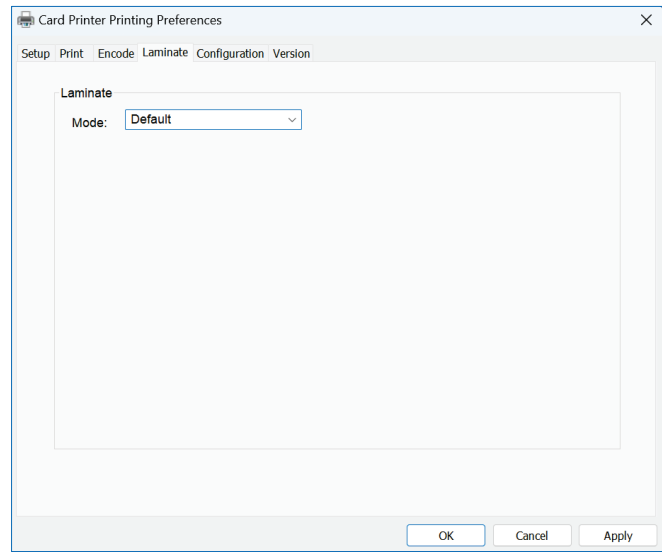 Card Printer Printing Preferences
Setup Print Encode Laminate Configuration Version
Laminate
Mode: Default
OK Cancel Apply